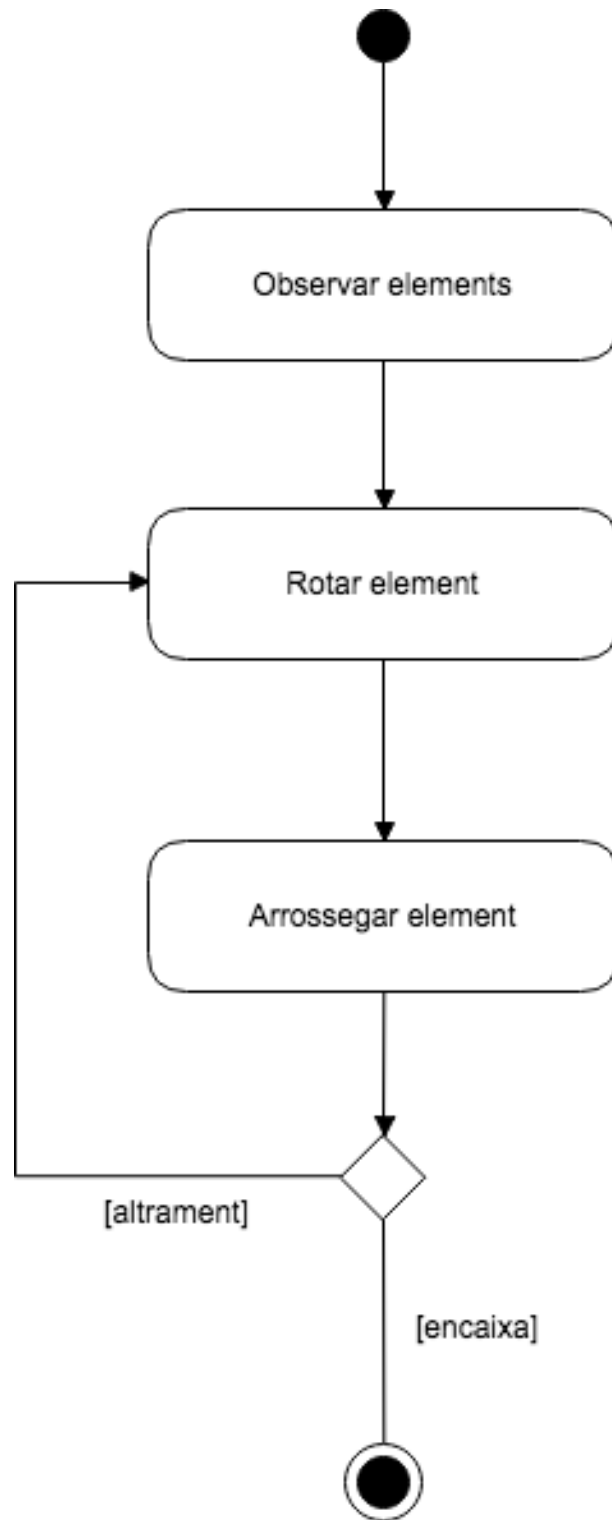 Observar elements
Rotar element
Arrossegar element
[altrament]
[encaixa]